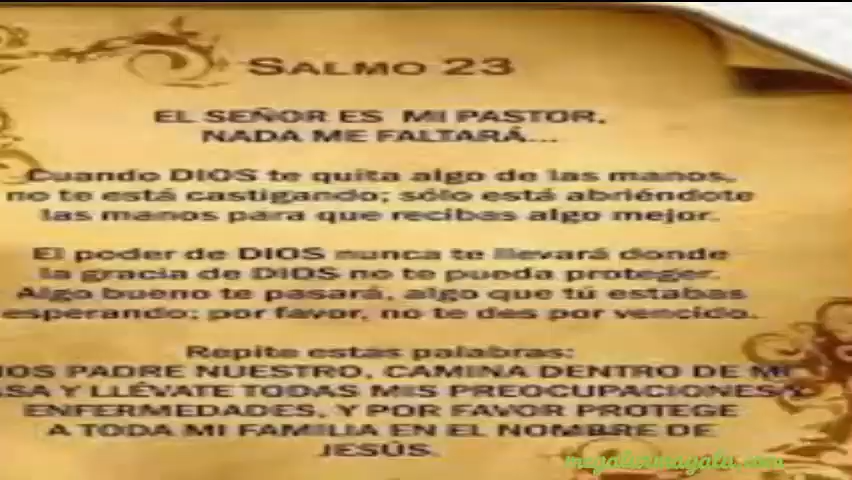 SALMO 23
EL SEÑOR ES MI PASTOR,
NADA ME FALTARÁ...
Cuando DIOS te quita algo de las manos,
no te está castigando; sólo está abriéndote
las manos para que recibas algo mejor.
El poder de DIOS nunca te llevará donde
la gracia de DIOS no te pueda proteger.
Algo bueno te pasará, algo que tú estabas
esperando; por favor, no te des por vencido.
Repite estas palabras:
IOS PADRE NUESTRO, CAMINA DENTRO DE MI
SA Y LLÉVATE TODAS MIS PREOCUPACIONES Y
ENFERMEDADES, Y POR FAVOR PROTEGE
A TODA MI FAMILIA EN EL NOMBRE DE
JESÚS.